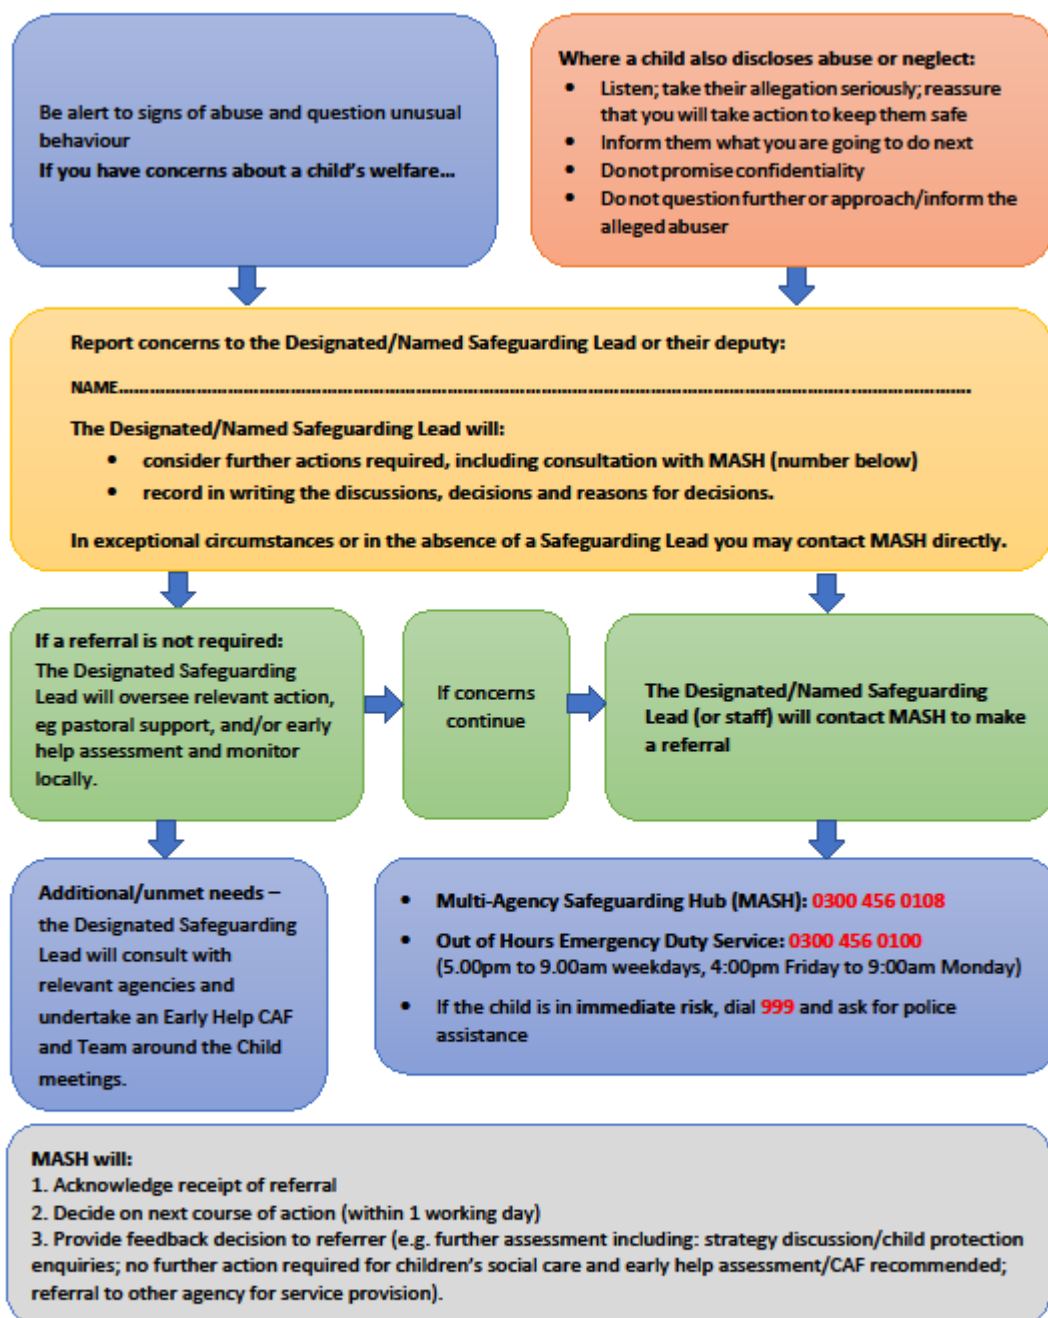 Be alert to signs of abuse and question unusual
behaviour
If you have concerns about a child's welfare…
Where a child also discloses abuse or neglect:
• Listen; take their allegation seriously; reassure
that you will take action to keep them safe
• Inform them what you are going to do next
• Do not promise confidentiality
• Do not question further or approach/inform the
alleged abuser
Report concerns to the Designated/Named Safeguarding Lead or their deputy:
NAME……………………………………………………………………………………………………………………………………………….
The Designated/Named Safeguarding Lead will:
• consider further actions required, including consultation with MASH (number below)
• record in writing the discussions, decisions and reasons for decisions.
In exceptional circumstances or in the absence of a Safeguarding Lead you may contact MASH directly.
If a referral is not required:
The Designated Safeguarding
Lead will oversee relevant action,
eg pastoral support, and/or early
help assessment and monitor
locally.
If concerns
continue
The Designated/Named Safeguarding
Lead (or staff) will contact MASH to make
a referral
Additional/unmet needs –
the Designated Safeguarding
Lead will consult with
relevant agencies and
undertake an Early Help CAF
and Team around the Child
meetings.
• Multi-Agency Safeguarding Hub (MASH): 0300 456 0108
• Out of Hours Emergency Duty Service: 0300 456 0100
(5.00pm to 9.00am weekdays, 4:00pm Friday to 9:00am Monday)
• If the child is in immediate risk, dial 999 and ask for police
assistance
MASH will:
1. Acknowledge receipt of referral
2. Decide on next course of action (within 1 working day)
3. Provide feedback decision to referrer (e.g. further assessment including: strategy discussion/child protection
enquiries; no further action required for children's social care and early help assessment/CAF recommended;
referral to other agency for service provision).